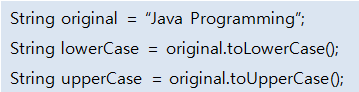 String original = “Java Programming”;
String lowerCase = original.toLowerCase();
String upperCase = original.toUpperCase();